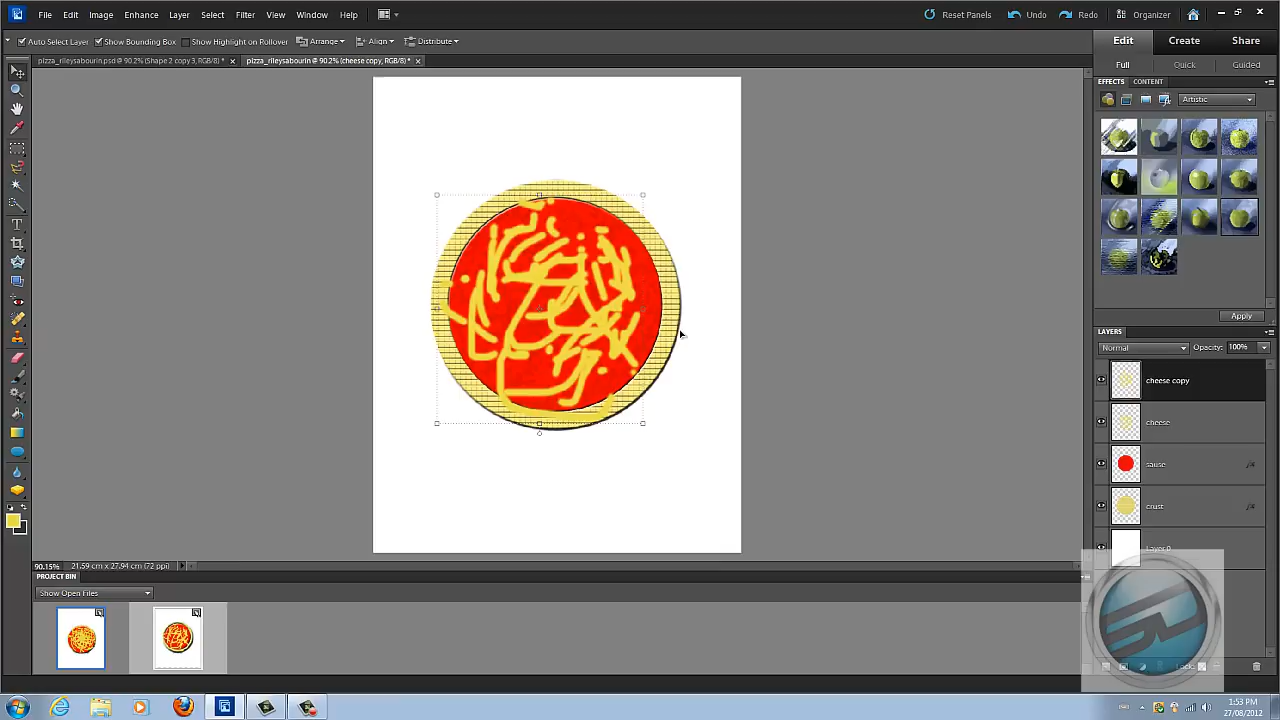 File Edit Image Enhance Layer Select Filter View Window Help Reset Panels Undo Redo Organizer
Auto Select Layer Show Bounding Box Show Highlight on Rollover Arrange Align Distribute
Edit Create Share
pizza_rileysabourin.psd @ 90.2% (Shape 2 copy 3, RGB/8) * pizza_rileysabourin @ 90.2% (cheese copy, RGB/8) *
Full Quick Guided
EFFECTS CONTENT
Artistic
Apply
LAYERS
Normal Opacity: 100%
cheese copy
cheese
sause
crust
Layer 0
Lock:
90.15% 21.59 cm x 27.94 cm (72 ppi)
PROJECT BIN
Show Open Files
1:53 PM
27/08/2012